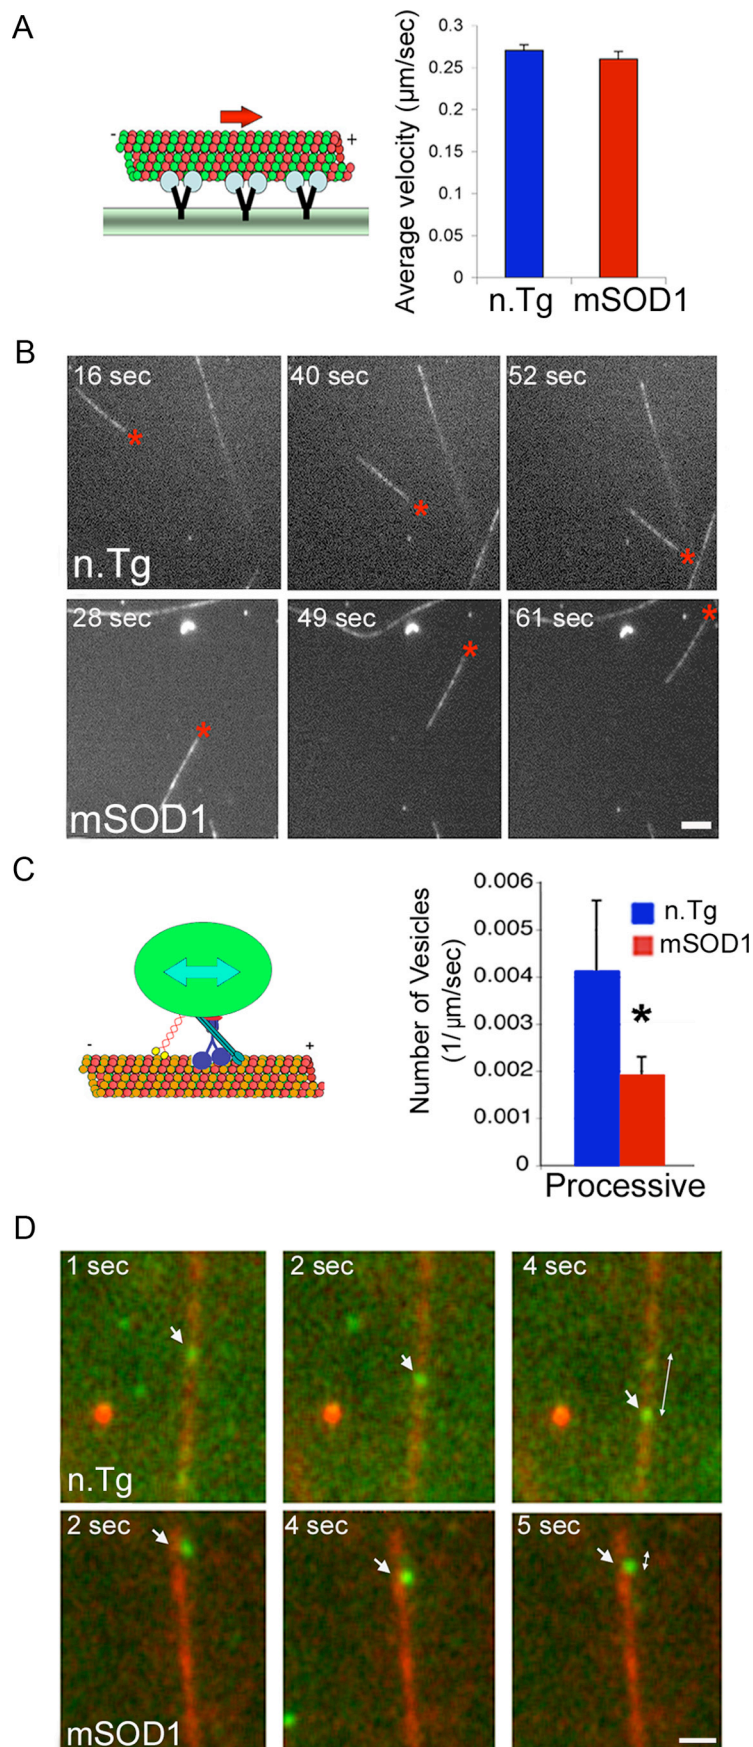 A
Average velocity (μm/sec)
0.3
0.25
0.2
0.15
0.1
0.05
0
n.Tg mSOD1
- +
B
16 sec
40 sec
52 sec
*
*
*
n.Tg
28 sec
49 sec
61 sec
*
*
*
mSOD1
C
- +
Number of Vesicles
(1/μm/sec)
0.006
0.005
0.004
0.003
0.002
0.001
0
n.Tg
mSOD1
*
Processive
D
1 sec
2 sec
4 sec
n.Tg
2 sec
4 sec
5 sec
mSOD1